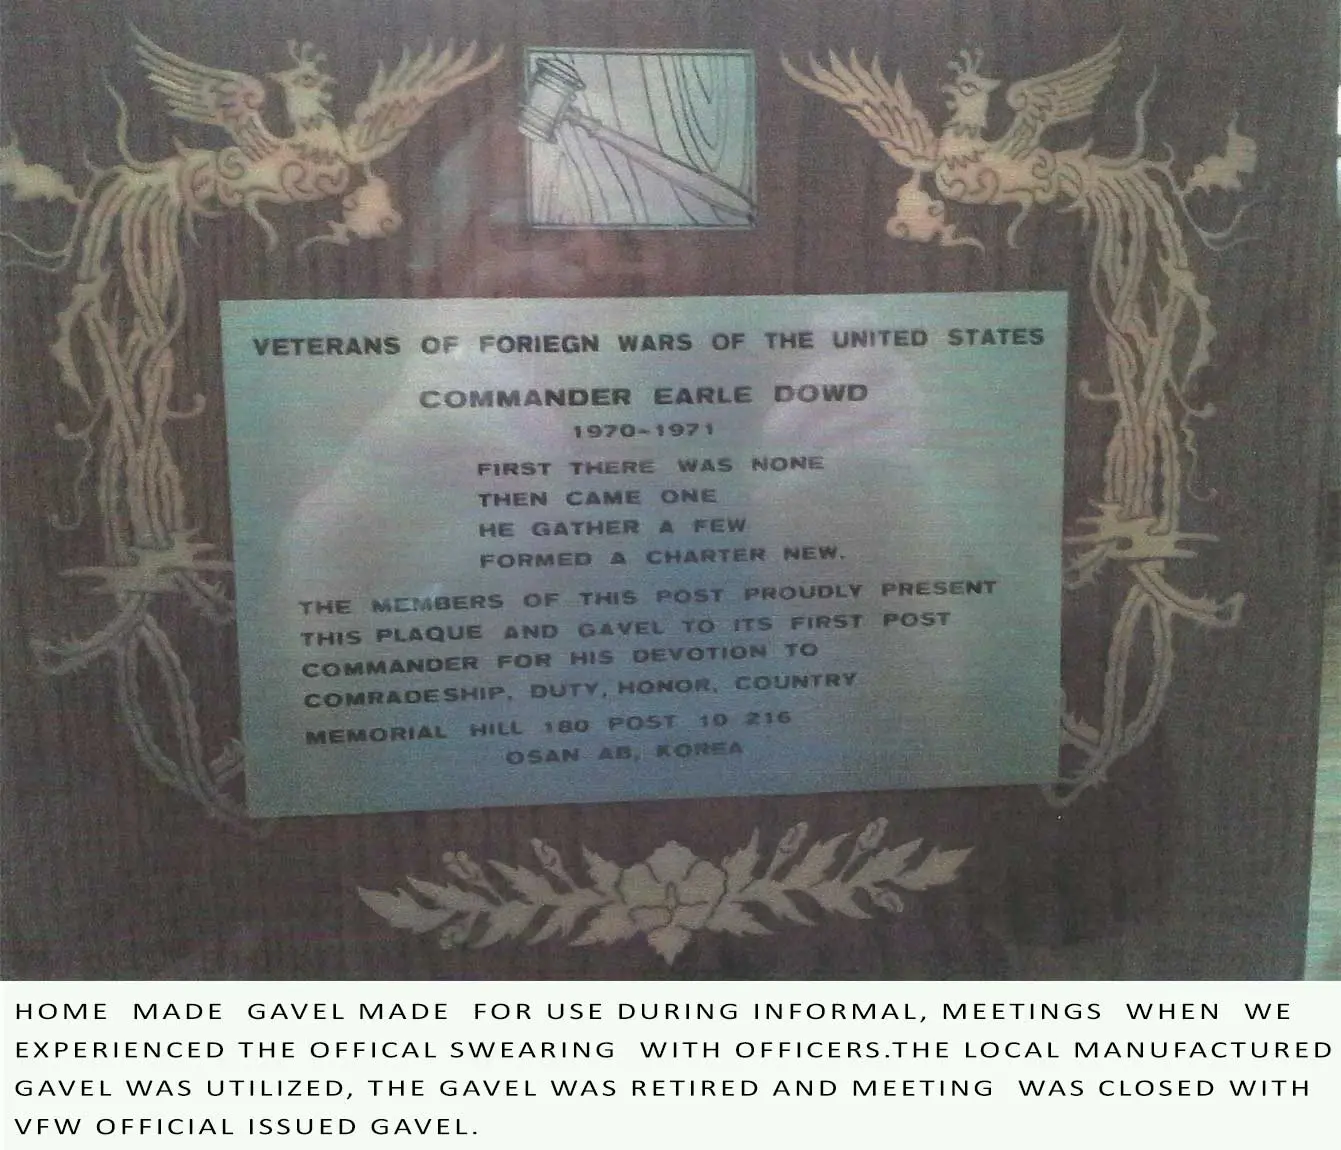 VETERANS OF FORIEGN WARS OF THE UNITED STATES
COMMANDER EARLE DOWD
1970-1971
FIRST THERE WAS NONE
THEN CAME ONE
HE GATHER A FEW
FORMED A CHARTER NEW.
THE MEMBERS OF THIS POST PROUDLY PRESENT
THIS PLAQUE AND GAVEL TO ITS FIRST POST
COMMANDER FOR HIS DEVOTION TO
COMRADESHIP, DUTY, HONOR, COUNTRY
MEMORIAL HILL 180 POST 10 216
OSAN AB, KOREA
HOME MADE GAVEL MADE FOR USE DURING INFORMAL, MEETINGS WHEN WE
EXPERIENCED THE OFFICAL SWEARING WITH OFFICERS.THE LOCAL MANUFACTURED
GAVEL WAS UTILIZED, THE GAVEL WAS RETIRED AND MEETING WAS CLOSED WITH
VFW OFFICIAL ISSUED GAVEL.